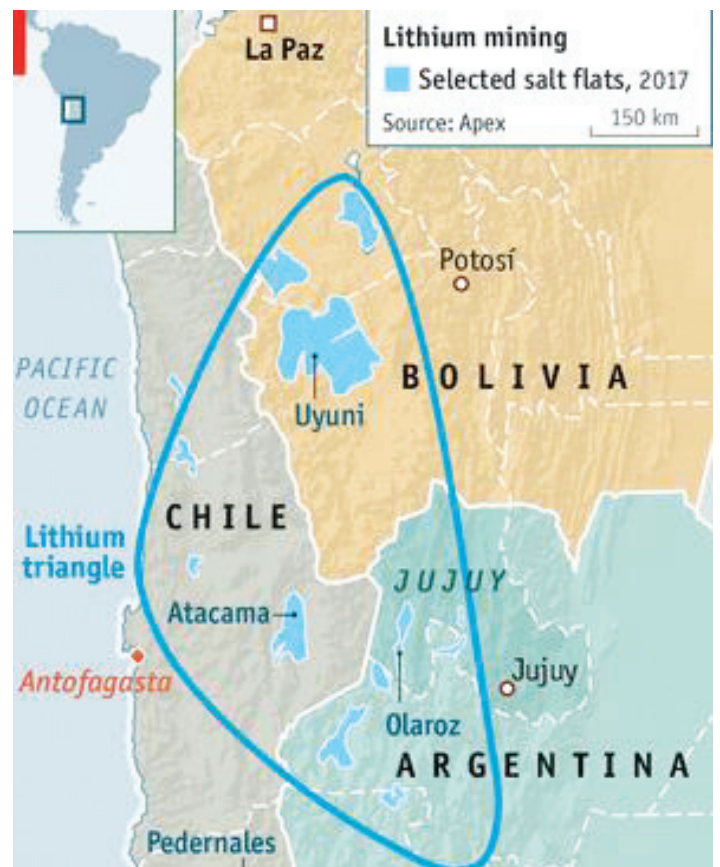 La Paz
Lithium mining
Selected salt flats, 2017
Source: Apex
150 km
Potosí
PACIFIC
OCEAN
BOLIVIA
Uyuni
CHILE
Lithium
triangle
JUJUY
Atacama
Antofagasta
Jujuy
Olaroz
ARGENTINA
Pedernales